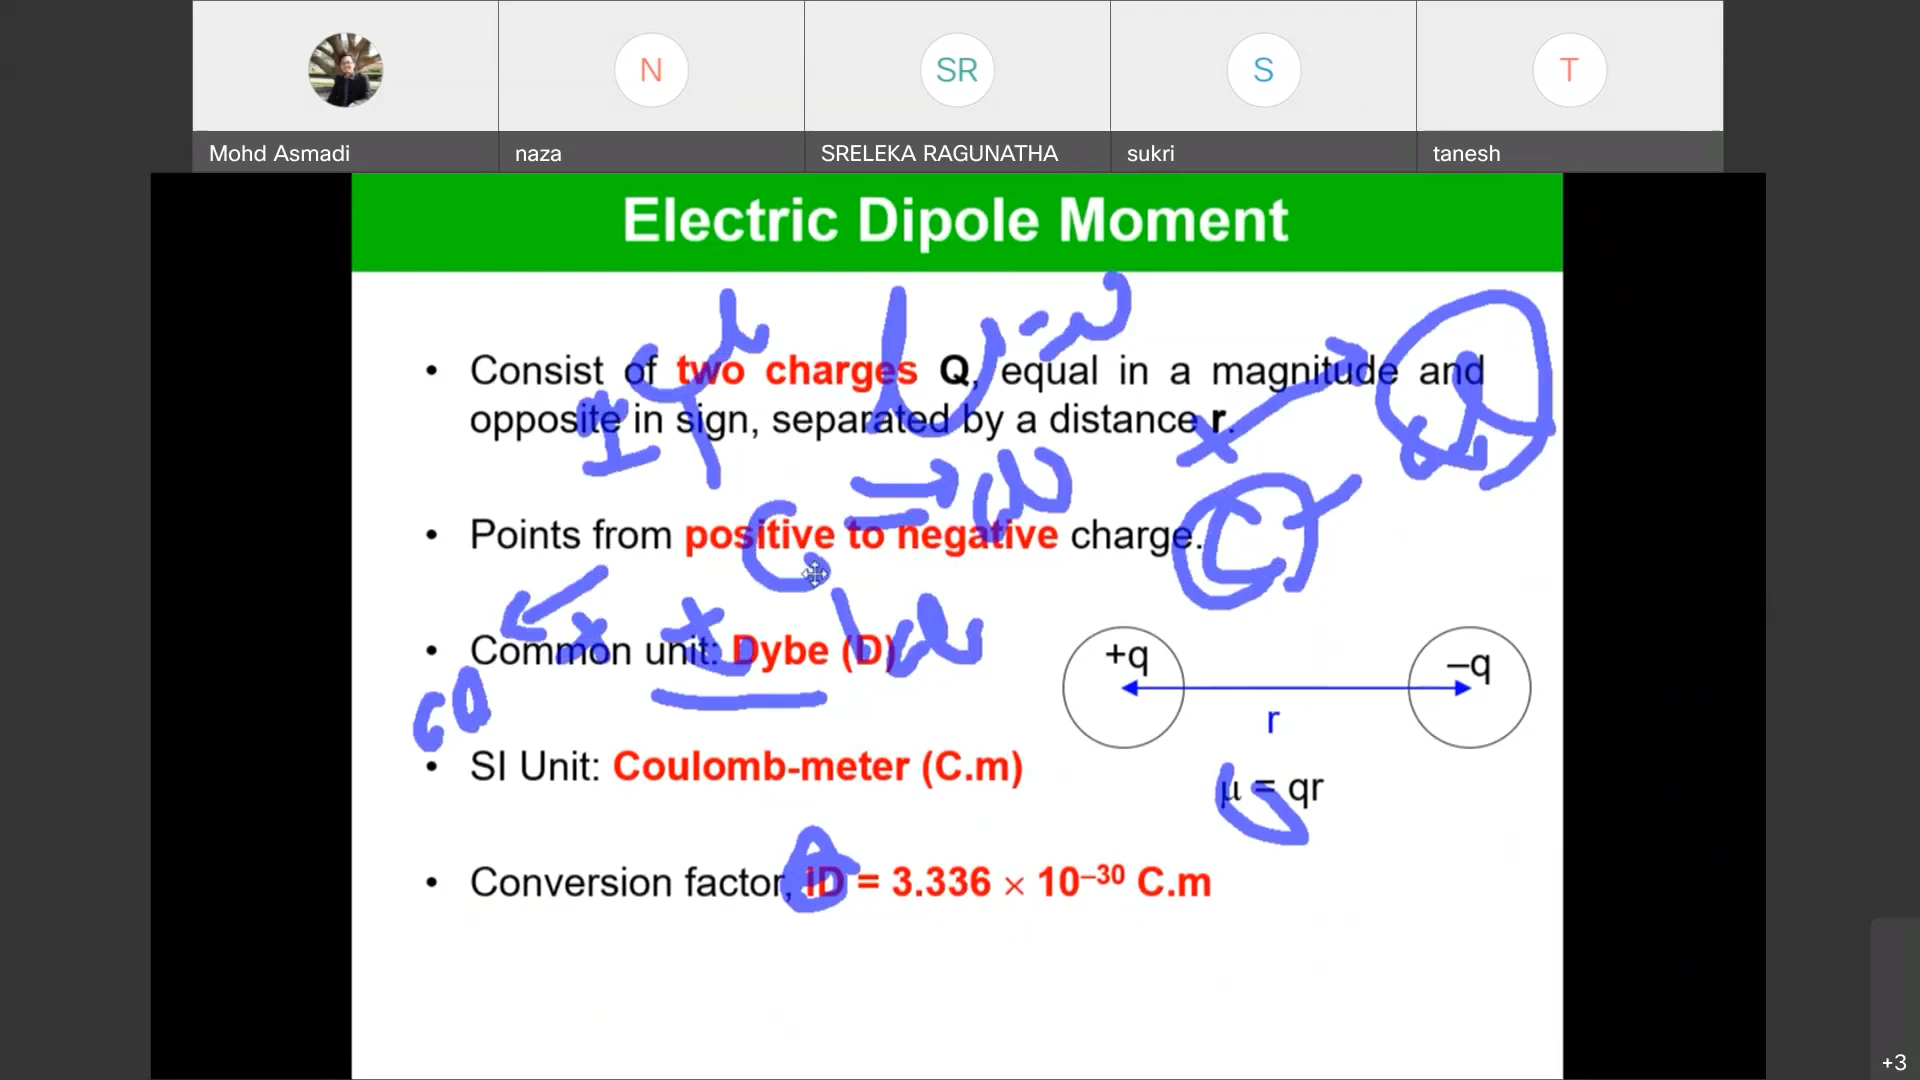 N
SR
S
T
Mohd Asmadi
naza
SRELEKA RAGUNATHA
sukri
tanesh
Electric Dipole Moment
• Consist of two charges Q, equal in a magnitude and
opposite in sign, separated by a distance r.
• Points from positive to negative charge.
• Common unit: Dybe (D)
+q
–q
r
• SI Unit: Coulomb-meter (C.m)
μ = qr
• Conversion factor, iD = 3.336 × 10⁻³⁰ C.m
+3